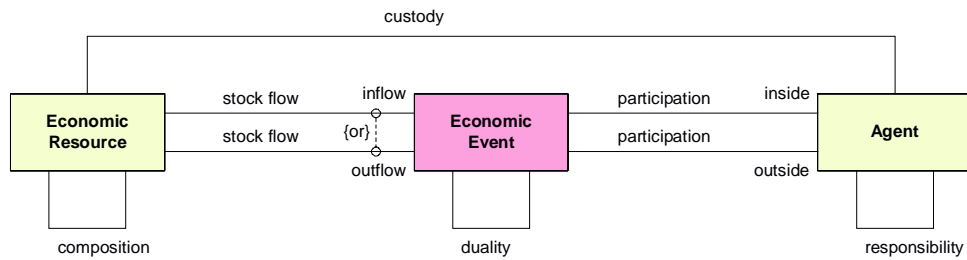 custody
stock flow
inflow
participation
inside
Economic
Resource
stock flow
{or}
outflow
Economic
Event
participation
Agent
outside
composition
duality
responsibility